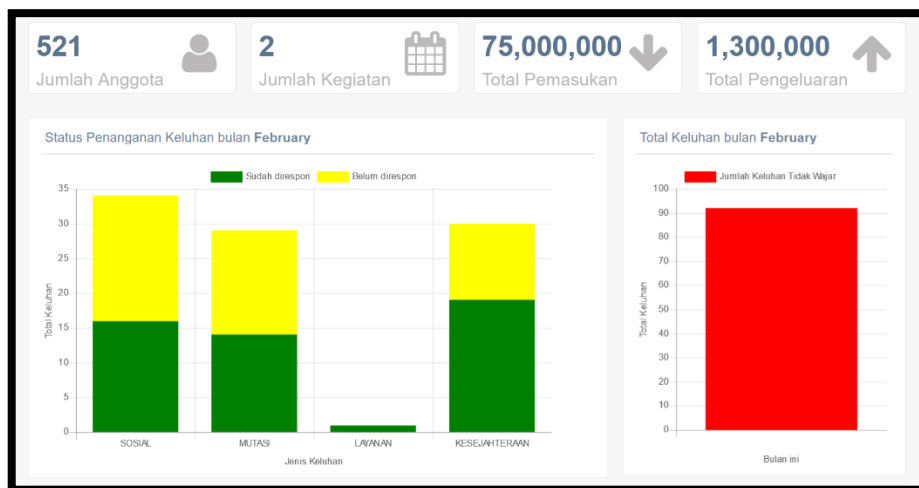 521
Jumlah Anggota
2
Jumlah Kegiatan
75,000,000
Total Pemasukan
1,300,000
Total Pengeluaran
Status Penanganan Keluhan bulan February
Sudah direspon Belum direspon
35
30
25
20
15
10
5
0
Total Keluhan
SOSIAL MUTASI LAYANAN KESEJAHTERAAN
Jenis Keluhan
Total Keluhan bulan February
Jumlah Keluhan Tidak Wajar
100
90
80
70
60
50
40
30
20
10
0
Total Keluhan
Bulan ini